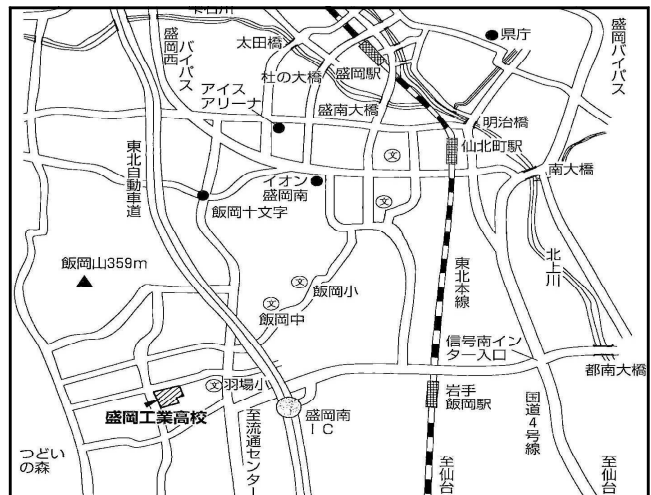 太田橋
県庁
盛岡
バイパス
西
盛岡バイパス
杜の大橋
盛岡駅
アイス
アリーナ
盛南大橋
明治橋
仙北町駅
文
東北自動車道
イオン
盛岡南
南大橋
飯岡十文字
文
飯岡山359m
北上川
東北本線
文
飯岡小
文
飯岡中
信号南イン
ター入口
都南大橋
文
羽場小
岩手
飯岡駅
盛岡工業高校
盛岡南
IC
国道4号線
つどい
の森
至流通センター
至仙台
至仙台